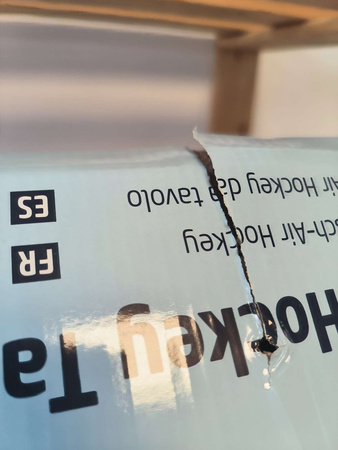 Hockey Ta
sch-Air Hockey FR
Air Hockey da tavolo ES